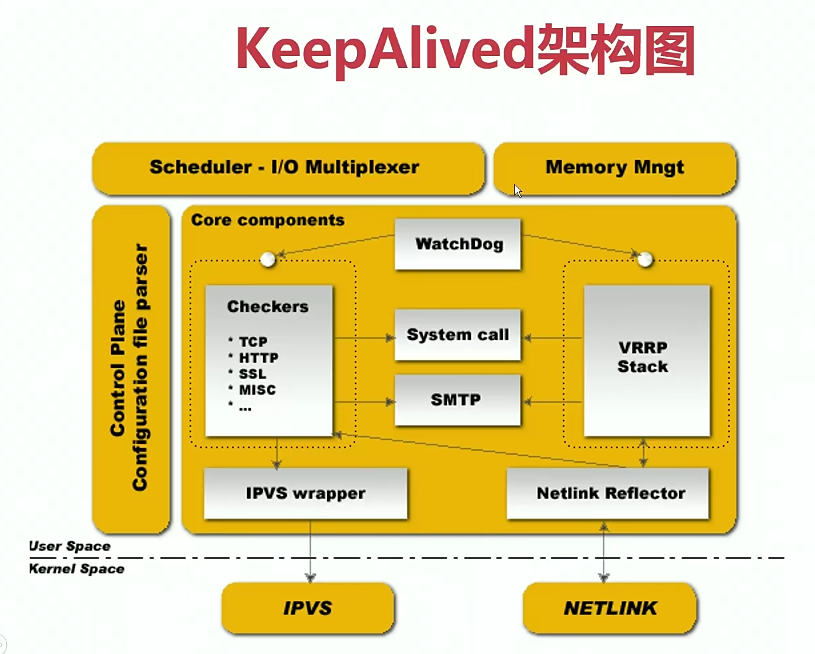 KeepAlived架构图
Scheduler - I/O Multiplexer
Memory Mngt
Control Plane
Configuration file parser
Core components
WatchDog
Checkers
* TCP
* HTTP
* SSL
* MISC
* ...
System call
SMTP
VRRP
Stack
IPVS wrapper
Netlink Reflector
User Space
Kernel Space
IPVS
NETLINK